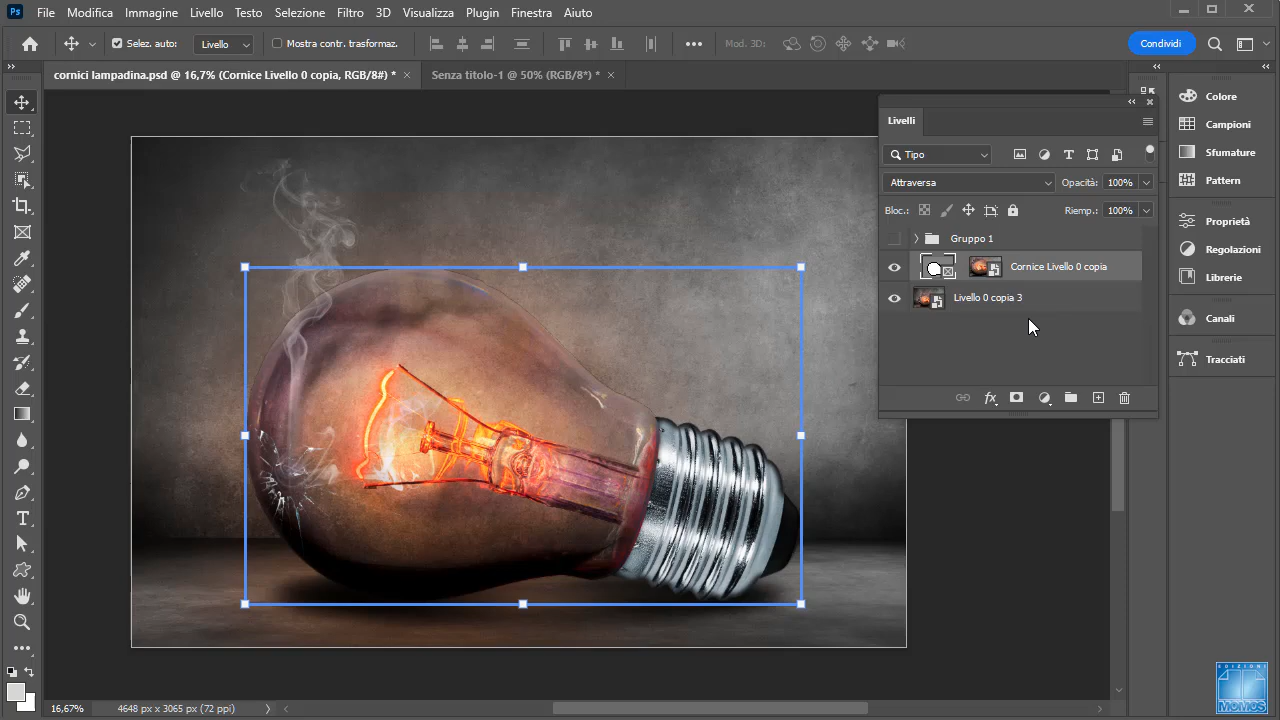 Ps File Modifica Immagine Livello Testo Selezione Filtro 3D Visualizza Plugin Finestra Aiuto
Selez. auto: Livello Mostra contr. trasformaz. Mod. 3D: Condividi
cornici lampadina.psd @ 16,7% (Cornice Livello 0 copia, RGB/8#) * Senza titolo-1 @ 50% (RGB/8*) *
Livelli
Tipo
Attraversa Opacità: 100%
Bloc.: Riemp.: 100%
Gruppo 1
Cornice Livello 0 copia
Livello 0 copia 3
fx
Colore
Campioni
Sfumature
Pattern
Proprietà
Regolazioni
Librerie
Canali
Tracciati
16,67% 4648 px x 3065 px (72 ppi)
EDIZIONI
MOMOS